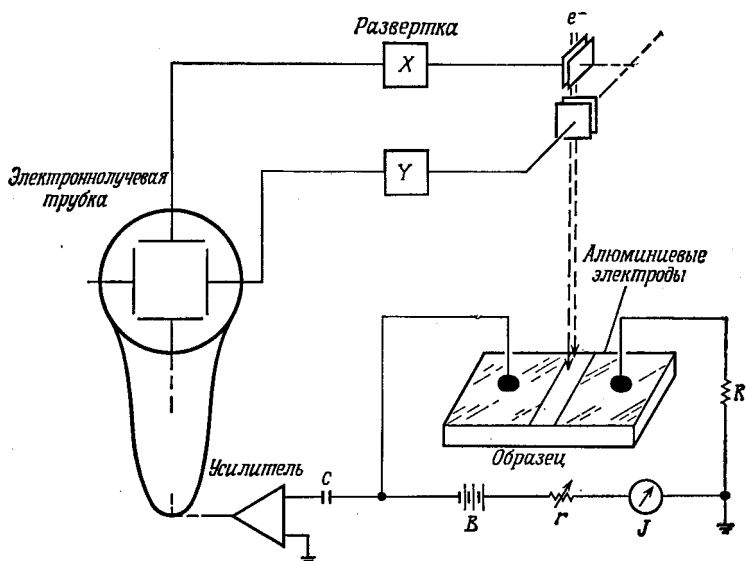 Развертка
e⁻
X
Y
Электроннолучевая
трубка
Алюминиевые
электроды
R
Образец
Усилитель
C
B
r
J